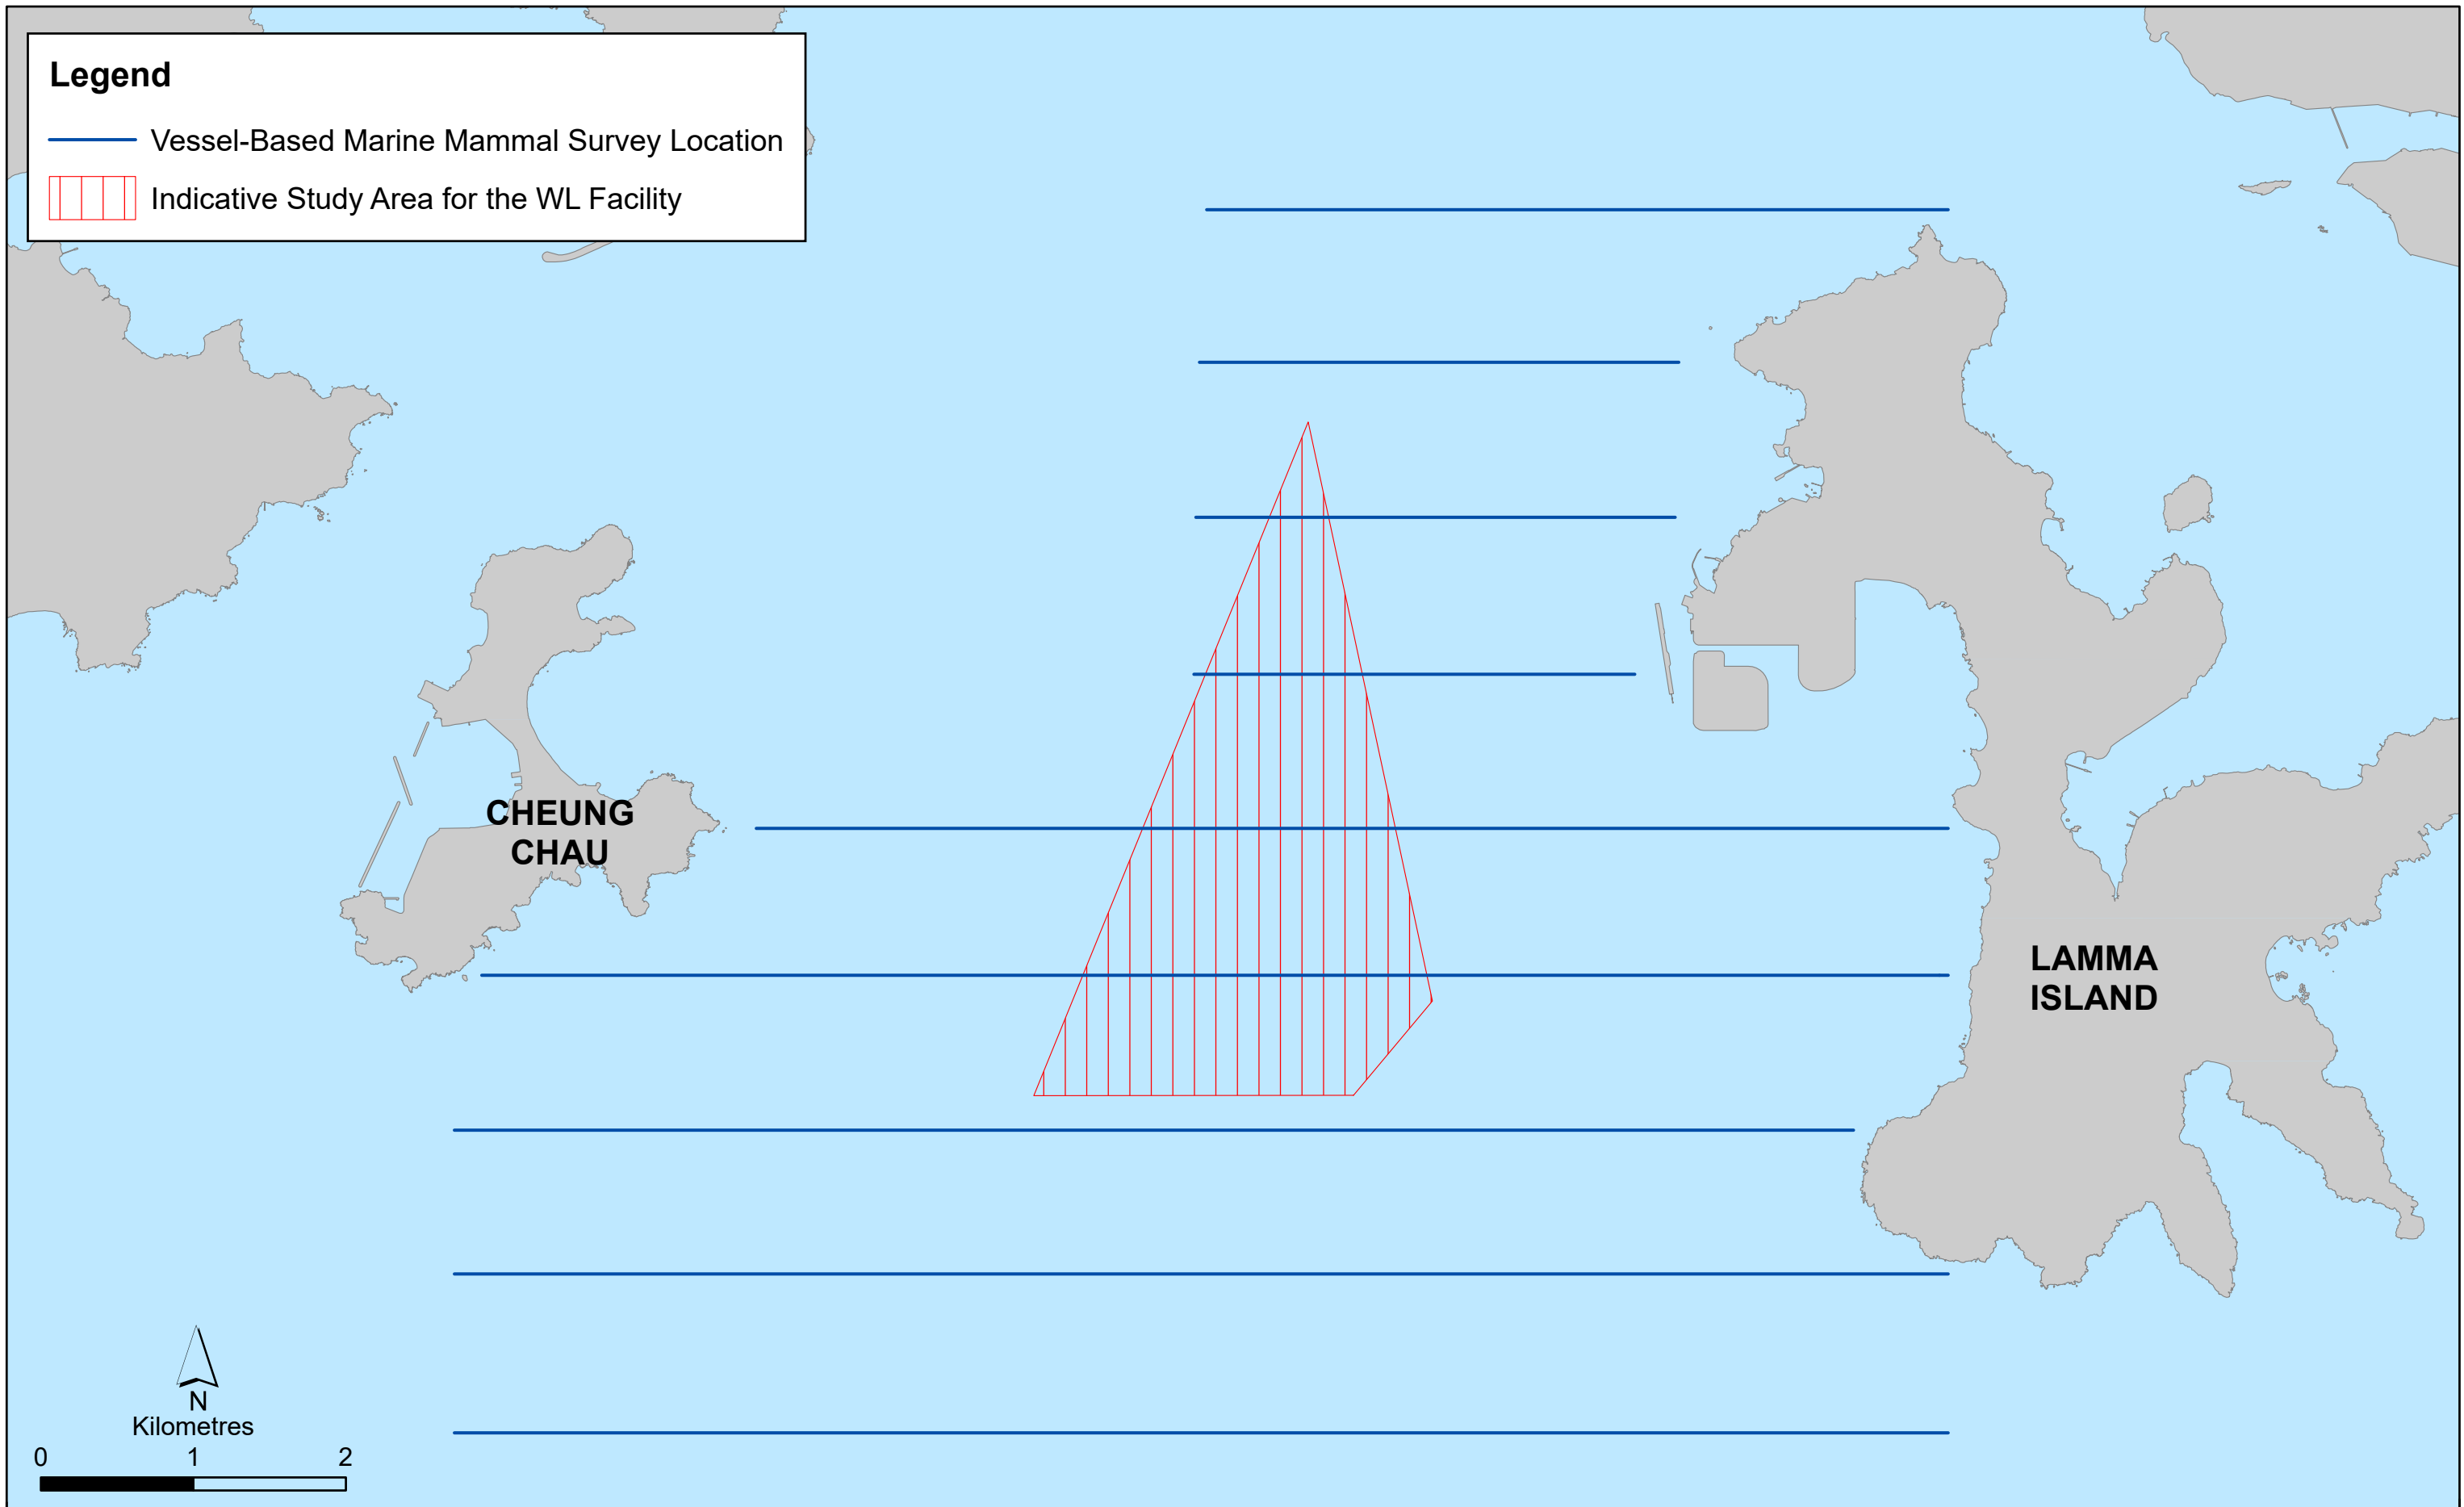 Legend
Vessel-Based Marine Mammal Survey Location
Indicative Study Area for the WL Facility
CHEUNG
CHAU
LAMMA
ISLAND
N
Kilometres
0 1 2